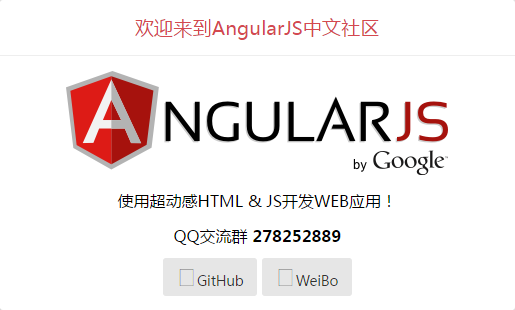 欢迎来到AngularJS中文社区
ANGULARJS
by Google™
使用超动感HTML & JS开发WEB应用！
QQ交流群 278252889
GitHub WeiBo